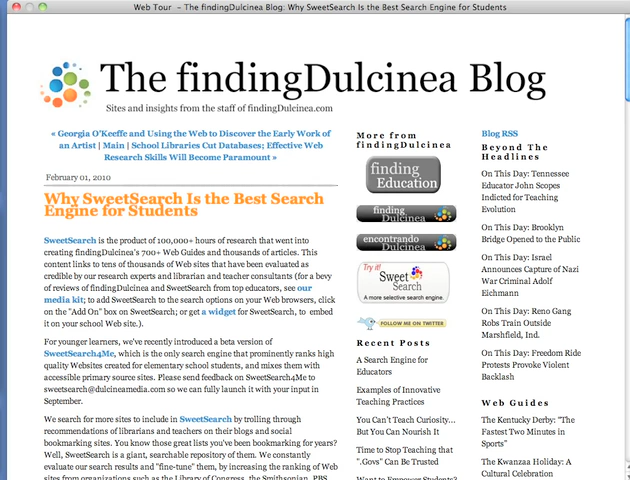 Web Tour – The findingDulcinea Blog: Why SweetSearch Is the Best Search Engine for Students
The findingDulcinea Blog
Sites and insights from the staff of findingDulcinea.com
« Georgia O'Keeffe and Using the Web to Discover the Early Work of
an Artist | Main | School Libraries Cut Databases; Effective Web
Research Skills Will Become Paramount »
February 01, 2010
Why SweetSearch Is the Best Search
Engine for Students
SweetSearch is the product of 100,000+ hours of research that went into
creating findingDulcinea's 700+ Web Guides and thousands of articles. This
content links to tens of thousands of Web sites that have been evaluated as
credible by our research experts and librarian and teacher consultants (for a bevy
of reviews of findingDulcinea and SweetSearch from top educators, see our
media kit; to add SweetSearch to the search options on your Web browsers, click
on the "Add On" box on SweetSearch; or get a widget for SweetSearch, to embed
it on your school Web site.).
For younger learners, we've recently introduced a beta version of
SweetSearch4Me, which is the only search engine that prominently ranks high
quality Websites created for elementary school students, and mixes them with
accessible primary source sites. Please send feedback on SweetSearch4Me to
sweetsearch@dulcineamedia.com so we can fully launch it with your input in
September.
We search for more sites to include in SweetSearch by trolling through
recommendations of librarians and teachers on their blogs and social
bookmarking sites. You know those great lists you've been bookmarking for years?
Well, SweetSearch is a giant, searchable repository of them. We constantly
evaluate our search results and "fine-tune" them, by increasing the ranking of Web
sites from organizations such as the Library of Congress, the Smithsonian, PBS
More from
findingDulcinea
finding
Education
finding
Dulcinea
encontrando
Dulcinea
Try it!
Sweet
Search
A more selective search engine.
FOLLOW ME ON TWITTER
Recent Posts
A Search Engine for
Educators
Examples of Innovative
Teaching Practices
You Can't Teach Curiosity...
But You Can Nourish It
Time to Stop Teaching that
".Govs" Can Be Trusted
Want to Empower Students?
Blog RSS
Beyond The
Headlines
On This Day: Tennessee
Educator John Scopes
Indicted for Teaching
Evolution
On This Day: Brooklyn
Bridge Opened to the Public
On This Day: Israel
Announces Capture of Nazi
War Criminal Adolf
Eichmann
On This Day: Reno Gang
Robs Train Outside
Marshfield, Ind.
On This Day: Freedom Ride
Protests Provoke Violent
Backlash
Web Guides
The Kentucky Derby: "The
Fastest Two Minutes in
Sports"
The Kwanzaa Holiday: A
Cultural Celebration